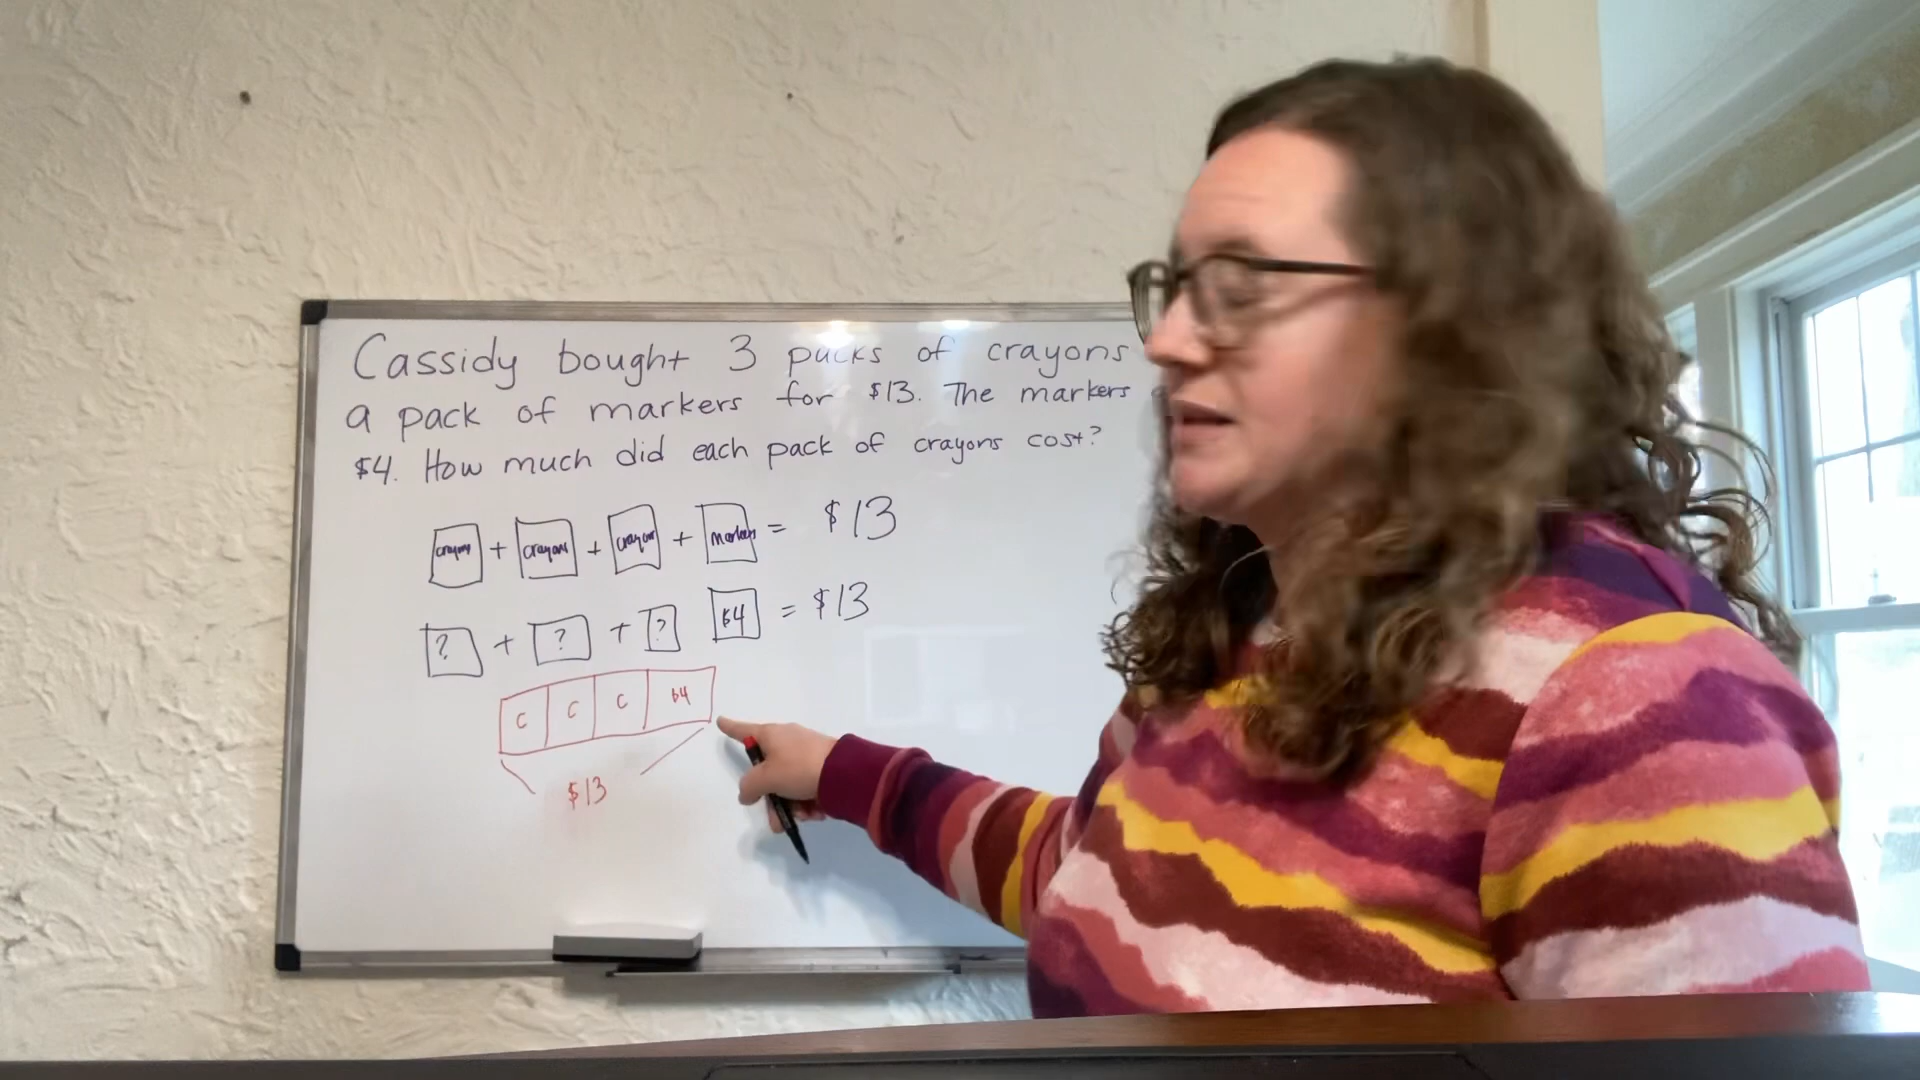 Cassidy bought 3 packs of crayons
a pack of markers for $13. The markers
$4. How much did each pack of crayons cost?
crayons + crayons + crayons + markers = $13
? + ? + ? $4 = $13
C C C $4
$13